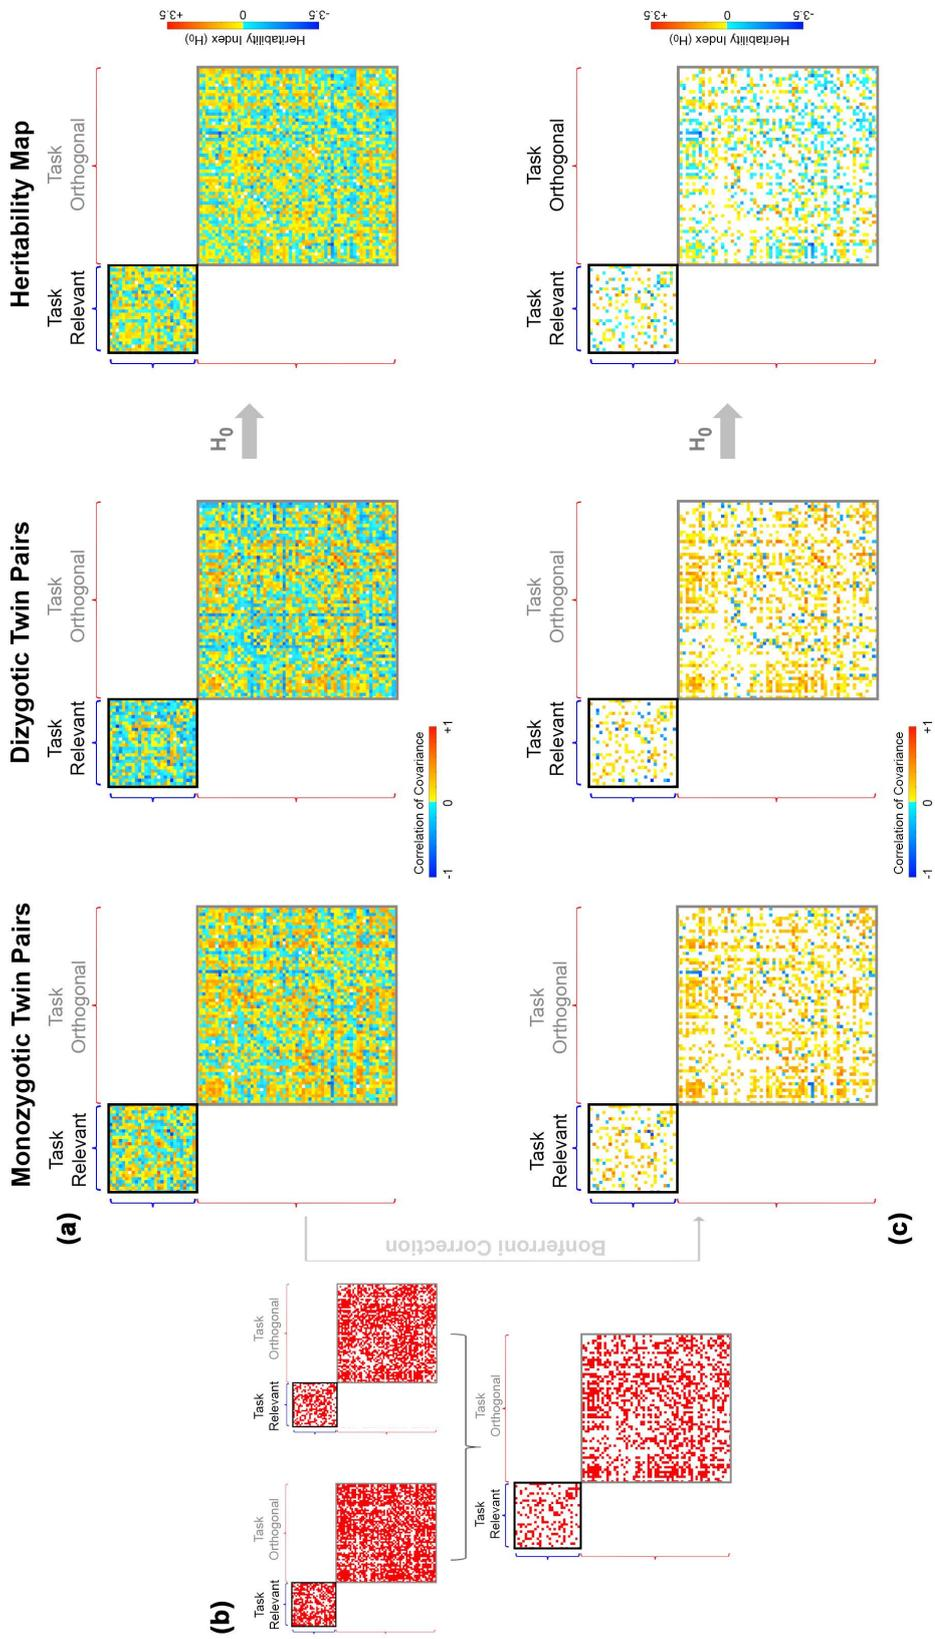 Monozygotic Twin Pairs
Dizygotic Twin Pairs
Heritability Map
(a)
Task
Relevant
Task
Orthogonal
Task
Relevant
Task
Orthogonal
H0
Task
Relevant
Task
Orthogonal
Correlation of Covariance
-1
0
+1
+3.5
0
-3.5
Heritability Index (H0)
(b)
Task
Relevant
Task
Orthogonal
Task
Relevant
Task
Orthogonal
Task
Relevant
Task
Orthogonal
Bonferroni Correction
(c)
Task
Relevant
Task
Orthogonal
Task
Relevant
Task
Orthogonal
H0
Task
Relevant
Task
Orthogonal
Correlation of Covariance
-1
0
+1
+3.5
0
-3.5
Heritability Index (H0)